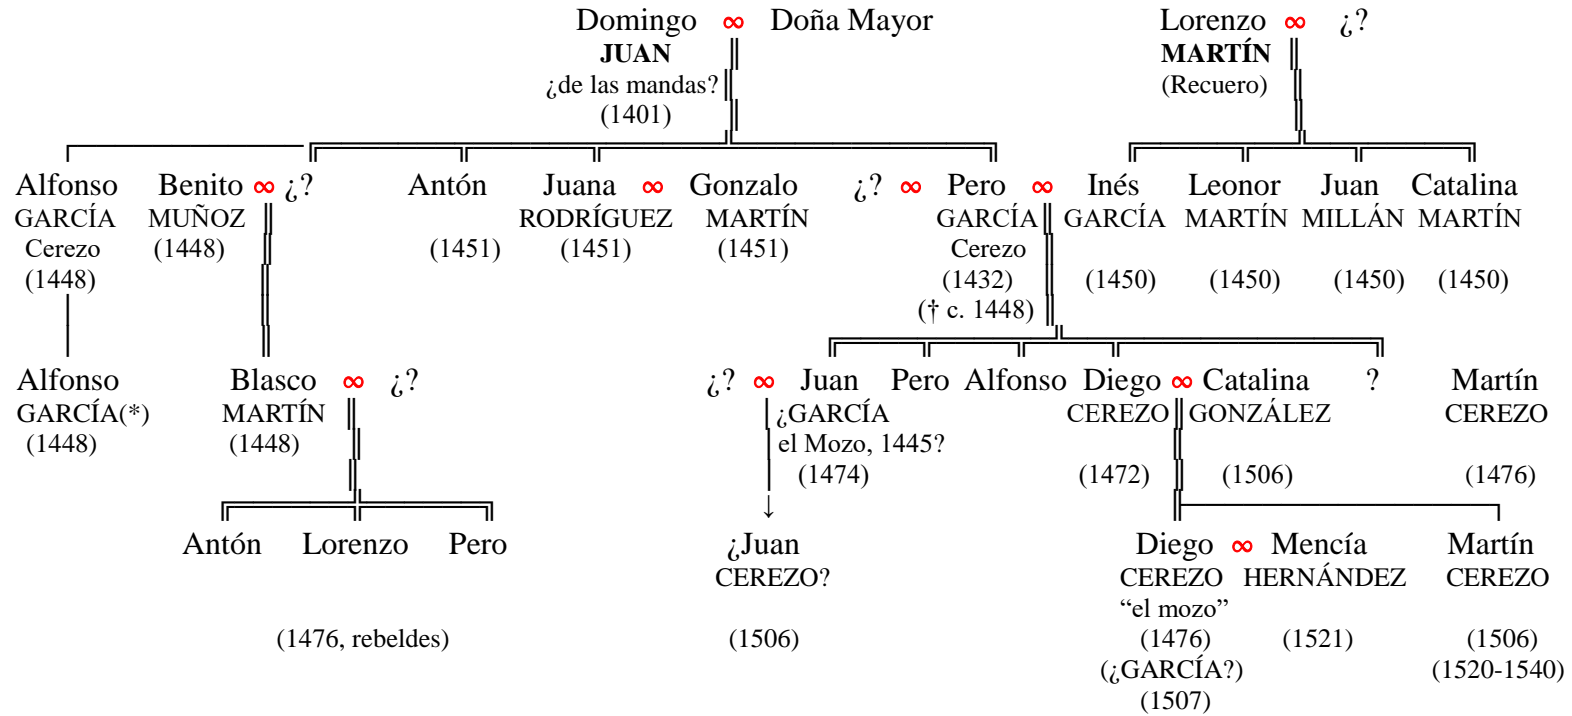 Domingo ∞ Doña Mayor Lorenzo ∞ ¿?
JUAN MARTÍN
¿de las mandas? (Recuero)
(1401)
Alfonso Benito ∞ ¿? Antón Juana ∞ Gonzalo ¿? ∞ Pero ∞ Inés Leonor Juan Catalina
GARCÍA MUÑOZ RODRÍGUEZ MARTÍN GARCÍA GARCÍA MARTÍN MILLÁN MARTÍN
Cerezo (1448) (1451) (1451) (1451) Cerezo
(1448) (1432) (1450) (1450) (1450) (1450)
(† c. 1448)
Alfonso Blasco ∞ ¿? ¿? ∞ Juan Pero Alfonso Diego ∞ Catalina ? Martín
GARCÍA(*) MARTÍN ¿GARCÍA CEREZO GONZÁLEZ CEREZO
(1448) (1448) el Mozo, 1445?
(1474) (1472) (1506) (1476)
↓
Antón Lorenzo Pero ¿Juan Diego ∞ Mencía Martín
CEREZO? CEREZO HERNÁNDEZ CEREZO
“el mozo”
(1476, rebeldes) (1506) (1476) (1521) (1506)
(¿GARCÍA?) (1520-1540)
(1507)